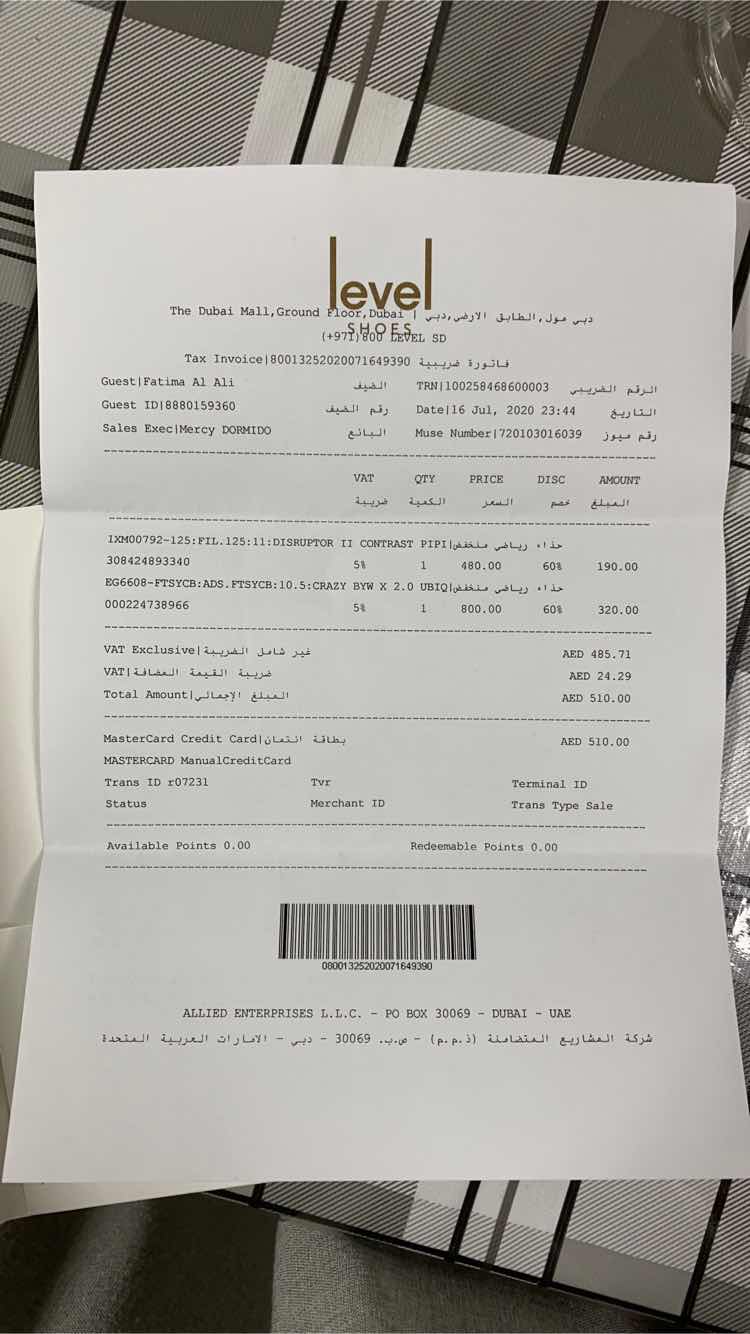 level
SHOES
The Dubai Mall,Ground Floor,Dubai | دبي مول,الطابق الارضي,دبي
(+971)800 LEVEL SD
Tax Invoice|80013252020071649390 فاتورة ضريبية
Guest|Fatima Al Ali الضيف TRN|100258468600003 الرقم الضريبي
Guest ID|8880159360 رقم الضيف Date|16 Jul, 2020 23:44 التاريخ
Sales Exec|Mercy DORMIDO البائع Muse Number|720103016039 رقم ميوز
VAT QTY PRICE DISC AMOUNT
ضريبة الكمية السعر خصم المبلغ
1XM00792-125:FIL.125:11:DISRUPTOR II CONTRAST PIPI|حذاء رياضي منخفض
308424893340 5% 1 480.00 60% 190.00
EG6608-FTSYCB:ADS.FTSYCB:10.5:CRAZY BYW X 2.0 UBIQ|حذاء رياضي منخفض
000224738966 5% 1 800.00 60% 320.00
VAT Exclusive|غير شامل الضريبة AED 485.71
VAT|ضريبة القيمة المضافة AED 24.29
Total Amount|المبلغ الإجمالي AED 510.00
MasterCard Credit Card|بطاقة ائتمان AED 510.00
MASTERCARD ManualCreditCard
Trans ID r07231 Tvr Terminal ID
Status Merchant ID Trans Type Sale
Available Points 0.00 Redeemable Points 0.00
080013252020071649390
ALLIED ENTERPRISES L.L.C. - PO BOX 30069 - DUBAI - UAE
شركة المشاريع المتضامنة (ذ.م.م) - ص.ب. 30069 - دبي - الامارات العربية المتحدة